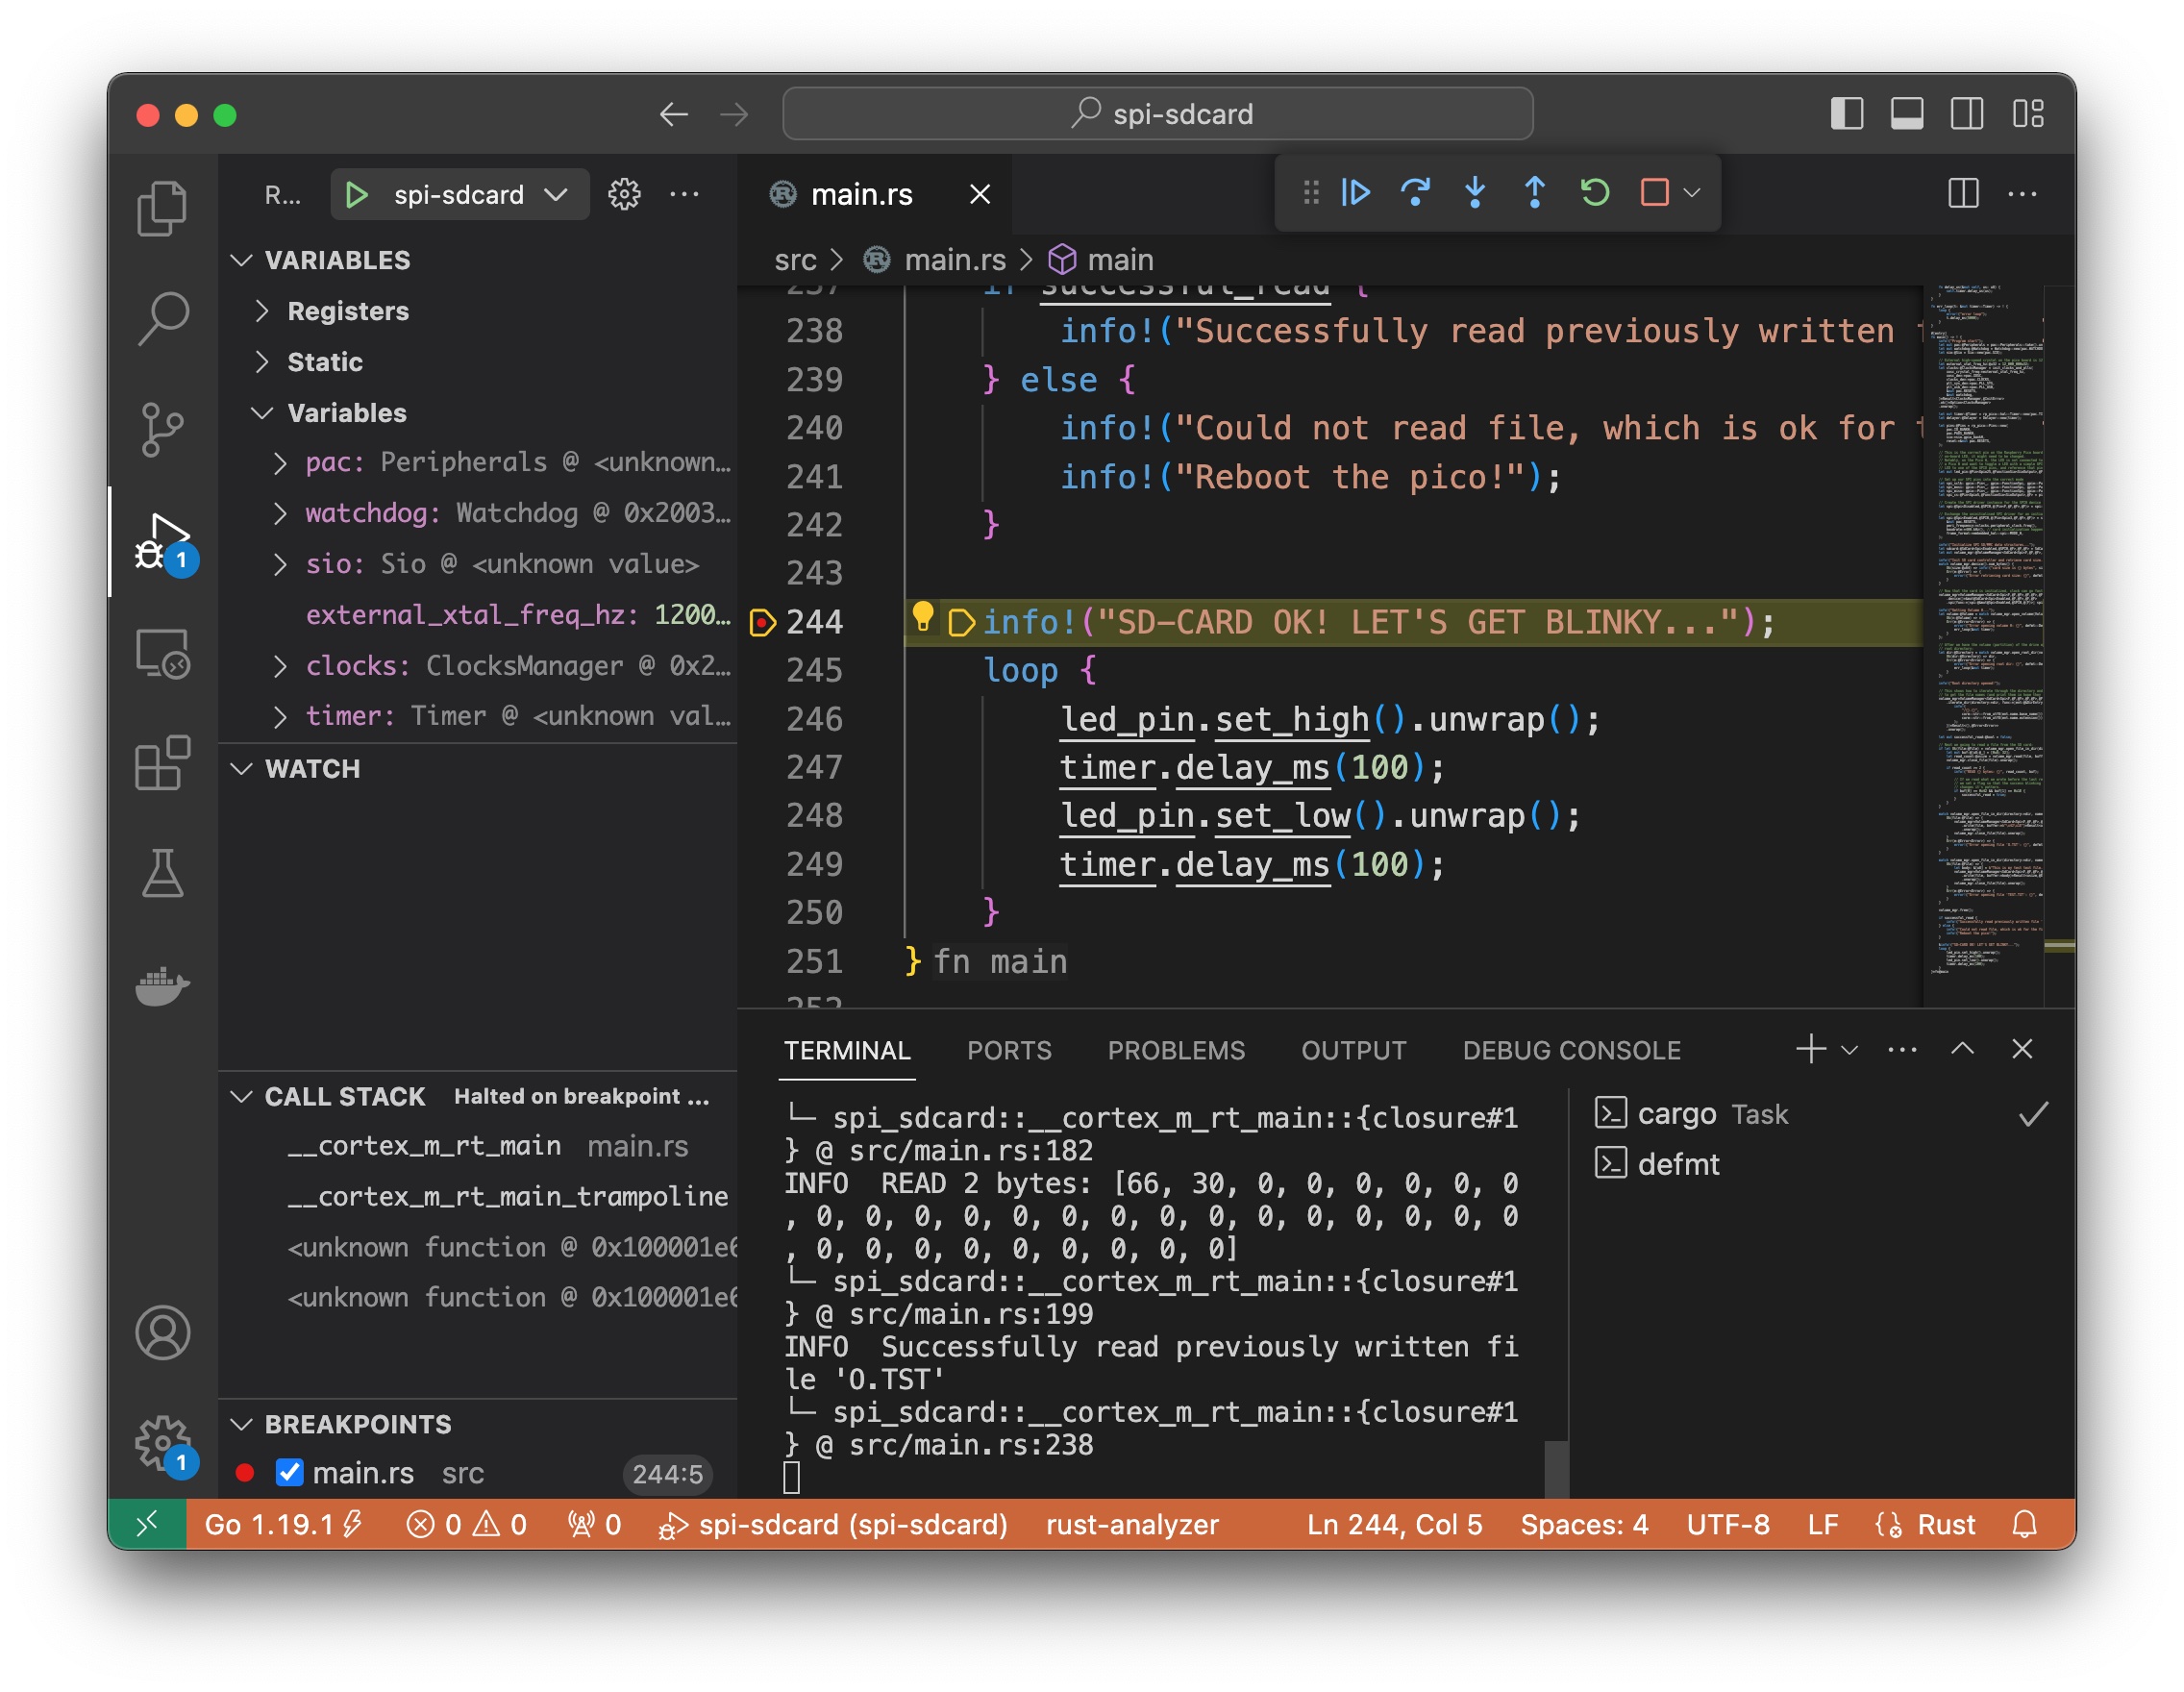 spi-sdcard
R...
spi-sdcard
main.rs
VARIABLES
src
main.rs
main
Registers
Static
Variables
pac: Peripherals @ <unknown...
watchdog: Watchdog @ 0x2003...
sio: Sio @ <unknown value>
external_xtal_freq_hz: 1200...
clocks: ClocksManager @ 0x2...
timer: Timer @ <unknown val...
WATCH
CALL STACK Halted on breakpoint ...
__cortex_m_rt_main main.rs
__cortex_m_rt_main_trampoline
<unknown function @ 0x100001e6
<unknown function @ 0x100001e6
BREAKPOINTS
main.rs src 244:5
1
1
237 if successful_read {
238 info!("Successfully read previously written f
239 } else {
240 info!("Could not read file, which is ok for t
241 info!("Reboot the pico!");
242 }
243
244 info!("SD-CARD OK! LET'S GET BLINKY...");
245 loop {
246 led_pin.set_high().unwrap();
247 timer.delay_ms(100);
248 led_pin.set_low().unwrap();
249 timer.delay_ms(100);
250 }
251 } fn main
252
TERMINAL PORTS PROBLEMS OUTPUT DEBUG CONSOLE
└─ spi_sdcard::__cortex_m_rt_main::{closure#1
} @ src/main.rs:182
INFO  READ 2 bytes: [66, 30, 0, 0, 0, 0, 0, 0
, 0, 0, 0, 0, 0, 0, 0, 0, 0, 0, 0, 0, 0, 0, 0
, 0, 0, 0, 0, 0, 0, 0, 0, 0]
└─ spi_sdcard::__cortex_m_rt_main::{closure#1
} @ src/main.rs:199
INFO  Successfully read previously written fi
le 'O.TST'
└─ spi_sdcard::__cortex_m_rt_main::{closure#1
} @ src/main.rs:238
cargo Task
defmt
Go 1.19.1 0 0 0 spi-sdcard (spi-sdcard) rust-analyzer Ln 244, Col 5 Spaces: 4 UTF-8 LF Rust